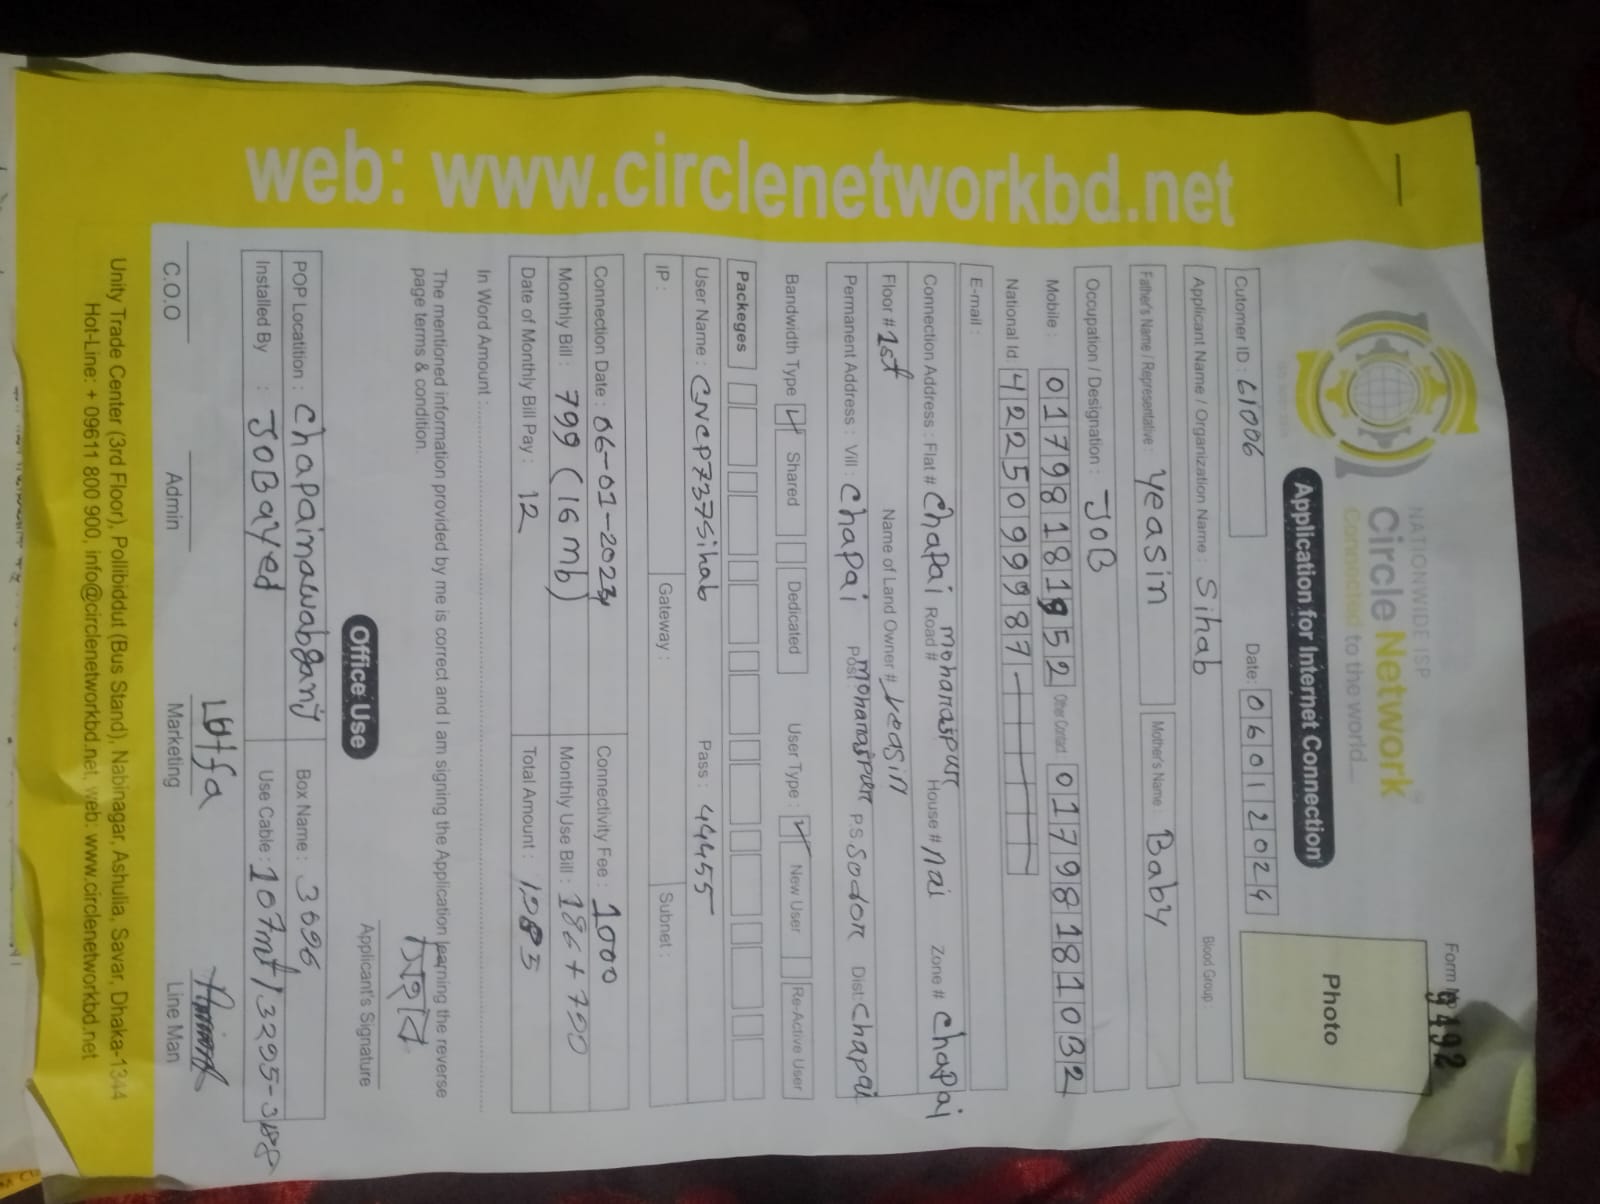 Form No
9492
NATIONWIDE ISP
Circle Network
Connected to the world...
Application for Internet Connection
Photo
Cutomer ID : 61006 Date: 06012024
Applicant Name / Organization Name : Sihab Blood Group
Father's Name / Representative : Yeasin Mother's Name : Baby
Occupation / Designation : JOB
Mobile : 01798181852 Other Contact 01798181032
National Id 4225099987
E-mail :
Connection Address : Flat # Chapai Road # mohanaspur House # nai Zone # chapai
Floor # 1st Name of Land Owner # Yeasin
Permanent Address : Vill : Chapai Post mohanaspur P.S Sodor Dist: Chapai
Bandwidth Type Shared Dedicated User Type : New User Re-Active User
Packeges
User Name : CNCP7375ihab Pass : 44455
IP : Gateway : Subnet :
Connection Date : 06-01-2024 Connectivity Fee : 1000
Monthly Bill : 799 (16 mb) Monthly Use Bill :
Date of Monthly Bill Pay : 12 Total Amount :
In Word Amount :
The mentioned information provided by me is correct and I am signing the Application learning the reverse
page terms & condition.
Applicant's Signature
Office Use
POP Locatition : Chapainawabganj Box Name : 3696
Installed By : JOBayed Use Cable : 107mt/3295-3188
C.O.O Admin Marketing Line Man
Unity Trade Center (3rd Floor), Pollibiddut (Bus Stand), Nabinagar, Ashulia, Savar, Dhaka-1344
Hot-Line: + 09611 800 900, info@circlenetworkbd.net, web: www.circlenetworkbd.net
web: www.circlenetworkbd.net